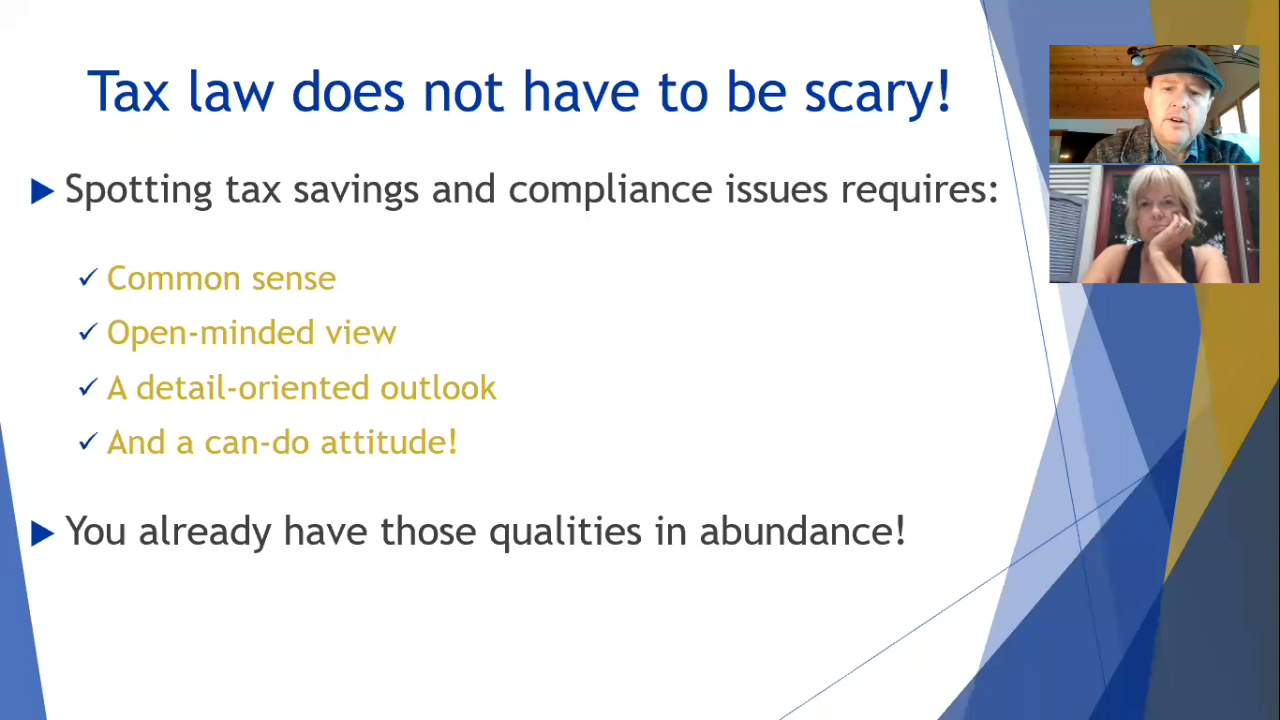 Tax law does not have to be scary!
Spotting tax savings and compliance issues requires:
Common sense
Open-minded view
A detail-oriented outlook
And a can-do attitude!
You already have those qualities in abundance!